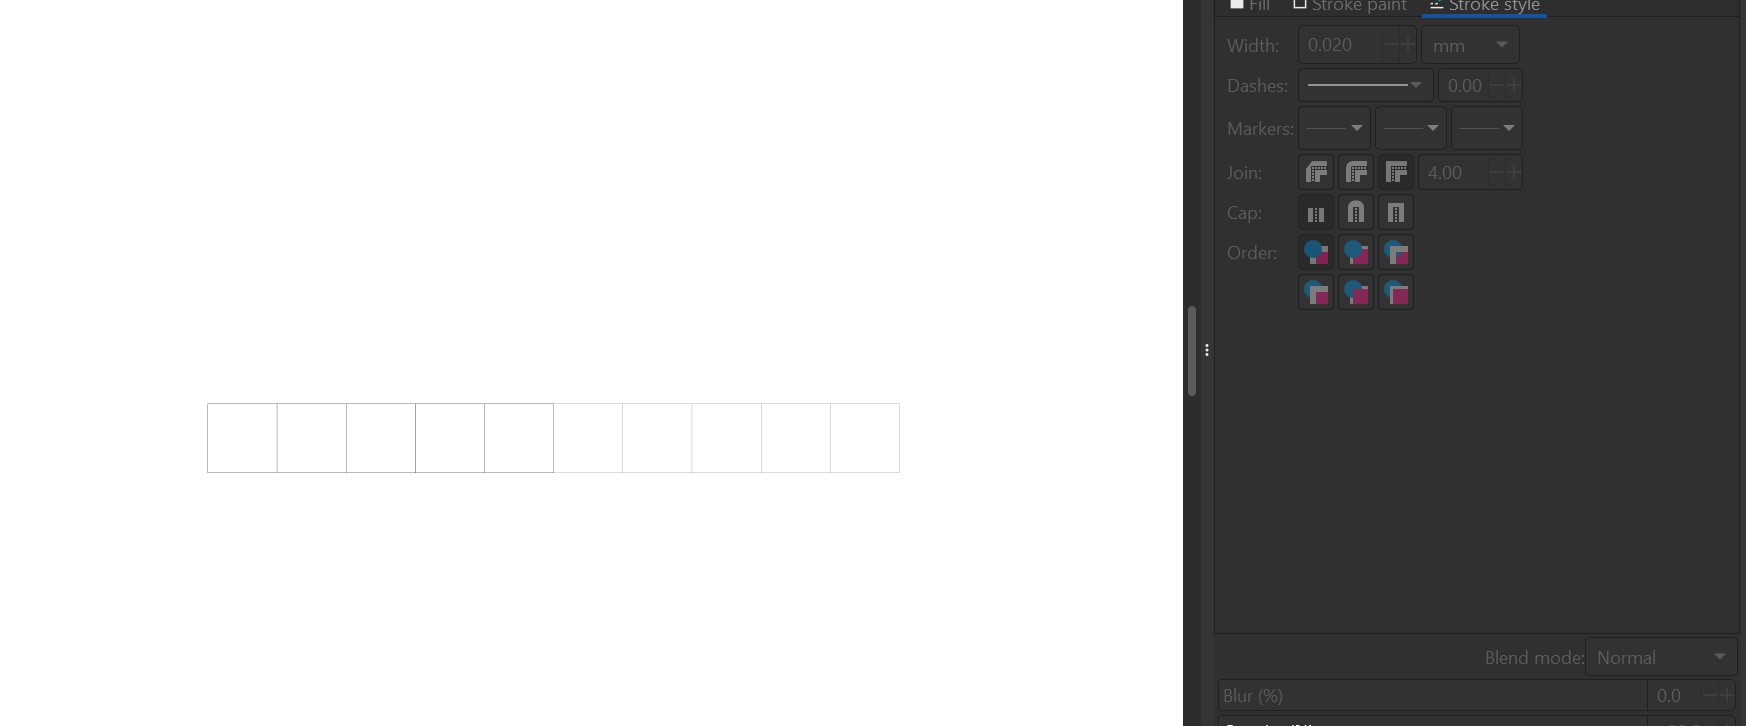 Fill Stroke paint Stroke style
Width: 0.020 mm
Dashes: 0.00
Markers:
Join: 4.00
Cap:
Order:
Blend mode: Normal
Blur (%) 0.0